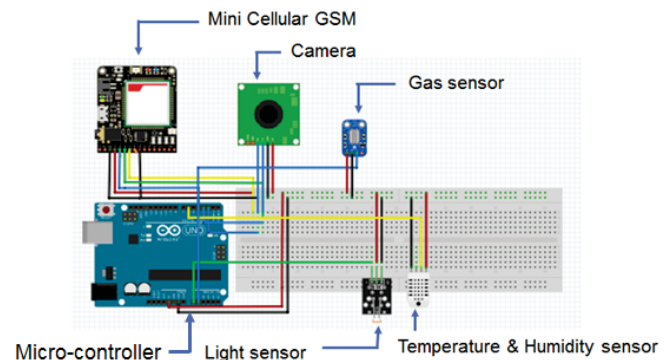 Mini Cellular GSM
Camera
Gas sensor
UNO
Micro-controller
Light sensor
Temperature & Humidity sensor